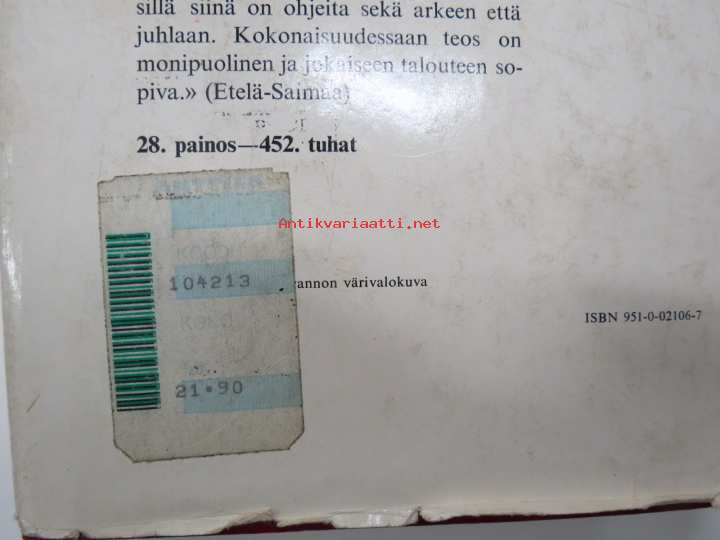 sillä siinä on ohjeita sekä arkeen että
juhlaan. Kokonaisuudessaan teos on
monipuolinen ja jokaiseen talouteen so-
piva.» (Etelä-Saimaa)
28. painos—452. tuhat
Antikvariaatti.net
104213
vannon värivalokuva
ISBN 951-0-02106-7
21.90